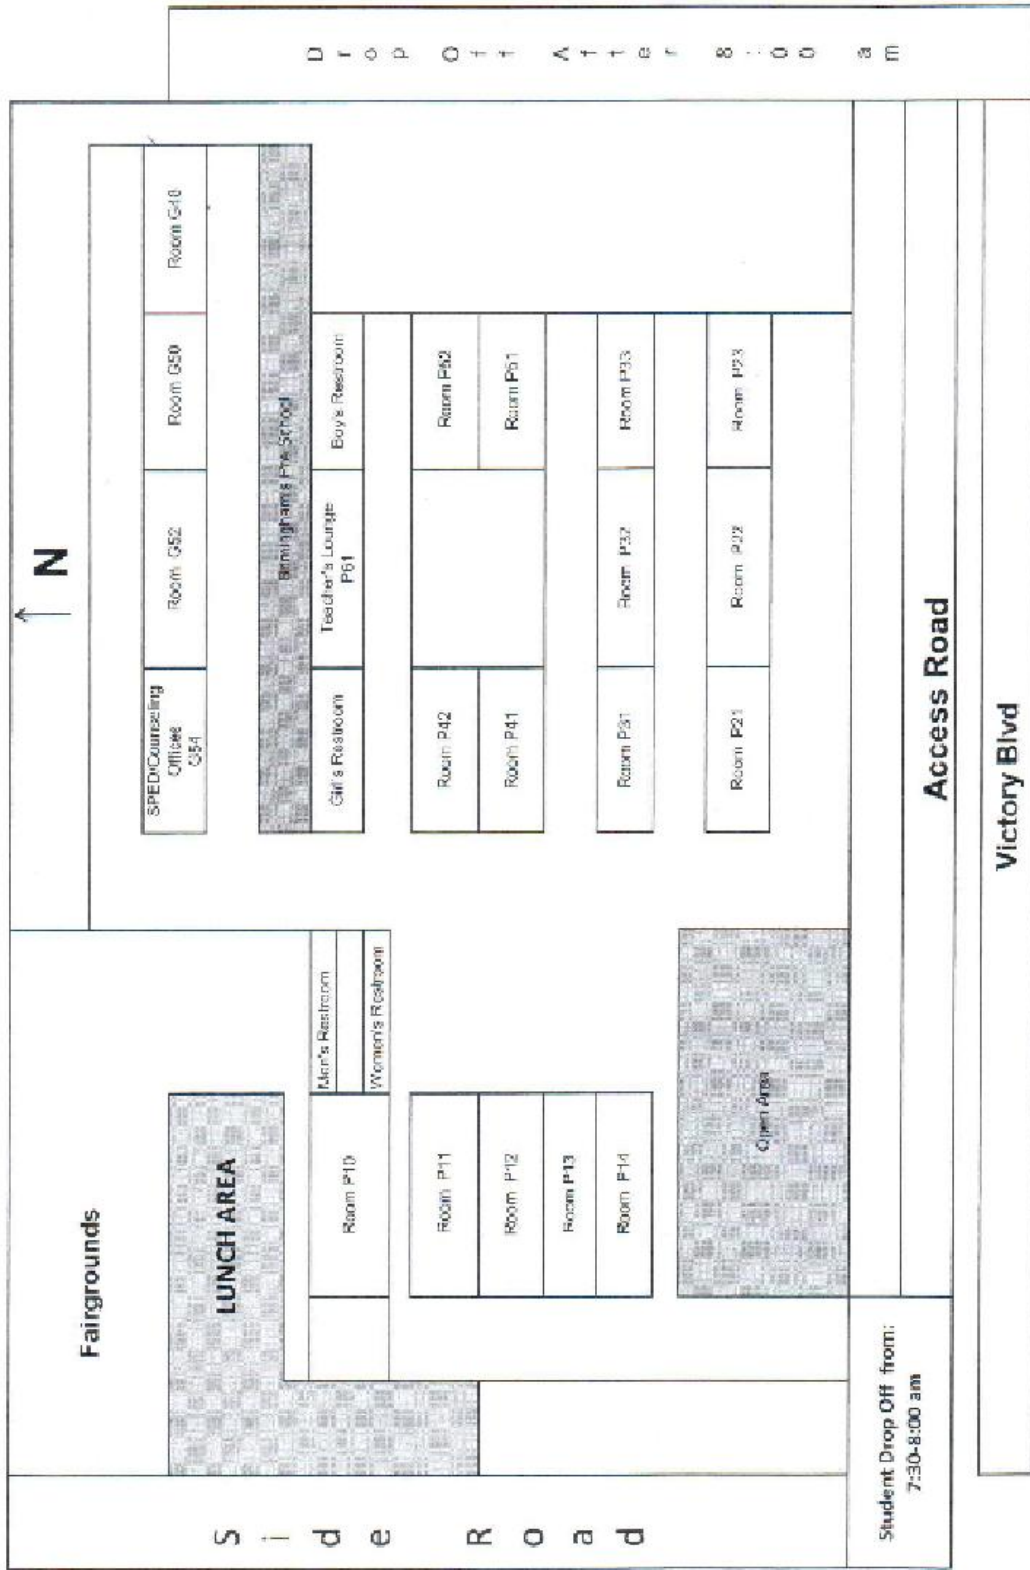 N
Fairgrounds
LUNCH AREA
SPED/Counseling
Offices
G54
Room G52
Room G50
Room G48
Birmingham's Pre School
Men's Restroom
Women's Restroom
Room P10
Girl's Restroom
Teacher's Lounge
P61
Boy's Restroom
Room P11
Room P12
Room P13
Room P14
Room P42
Room P41
Room P52
Room P51
Room P31
Room P32
Room P33
Room P21
Room P22
Room P23
Open Area
Side Road
Drop Off After 8:00 am
Student Drop Off from:
7:30-8:00 am
Access Road
Victory Blvd